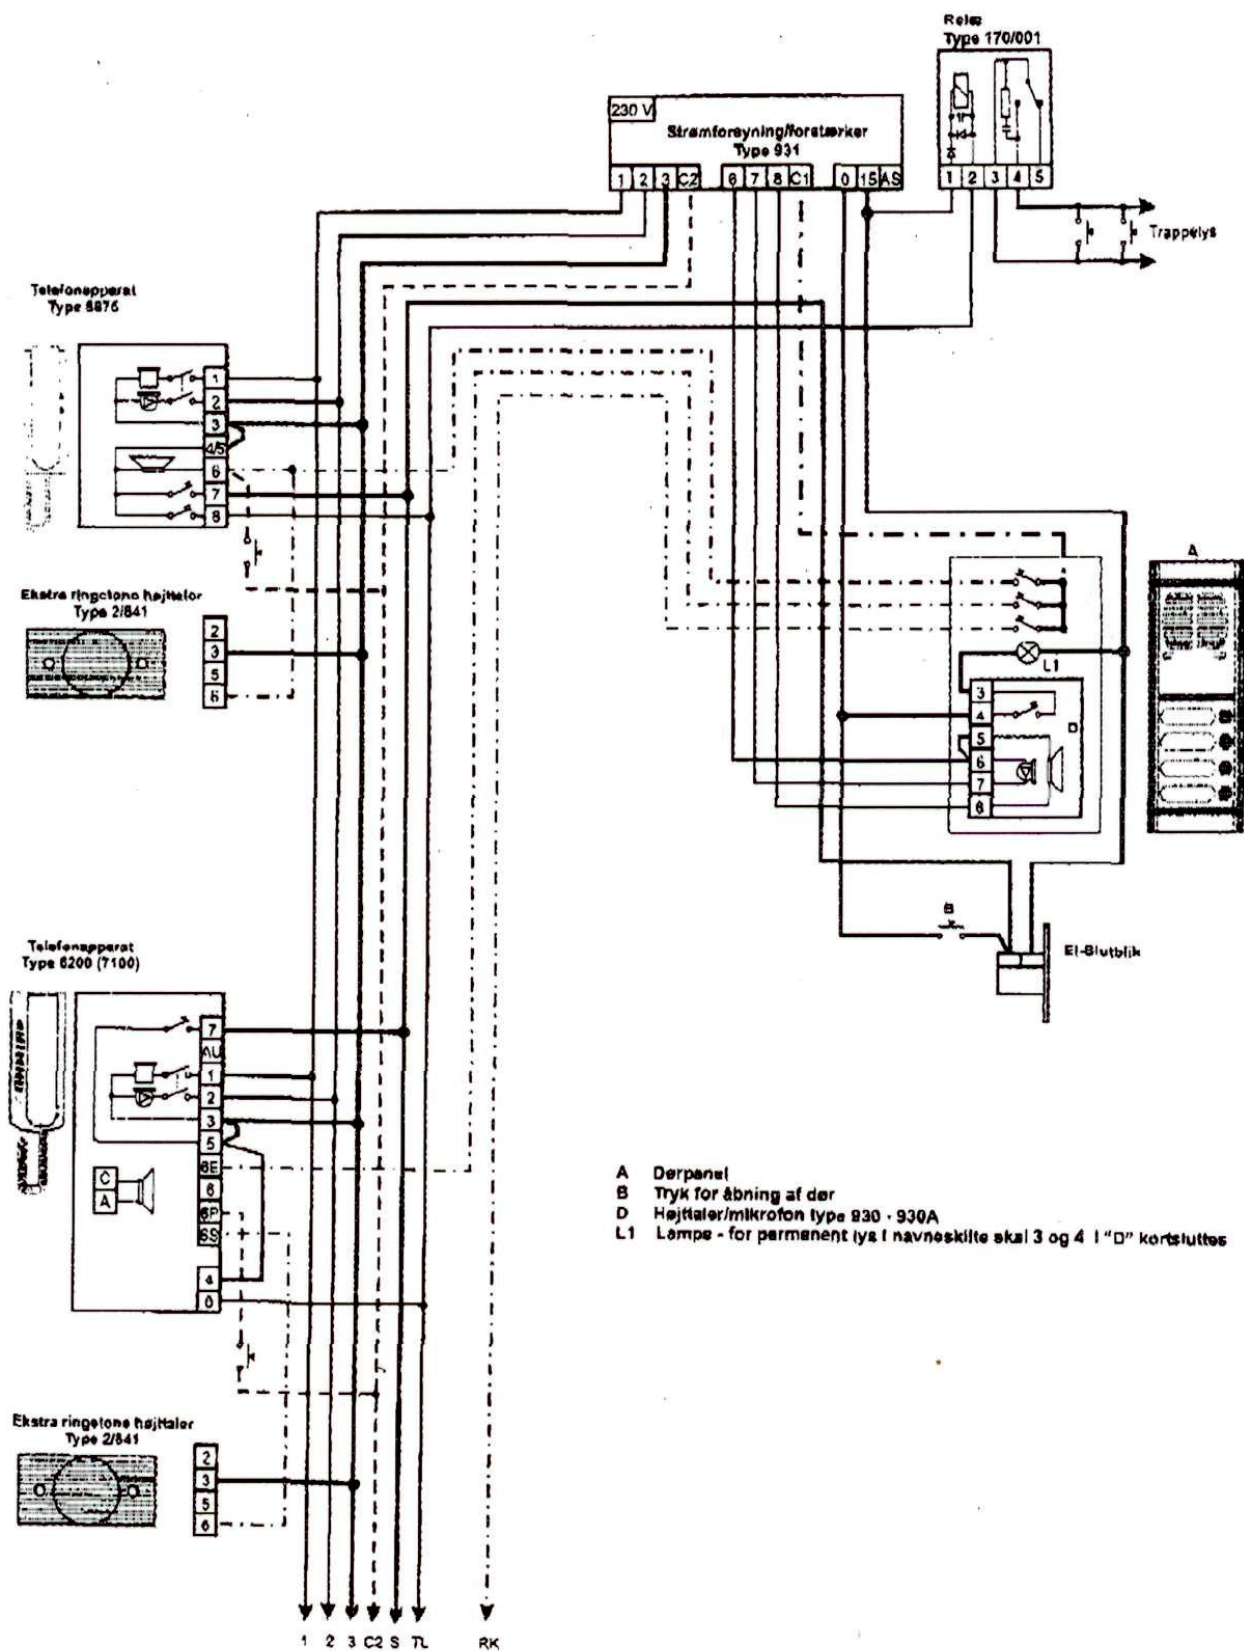 Relæ
Type 170/001
230 V
Strømforsyning/forstærker
Type 931
1 2 3 C2 6 7 8 C1 0 15 AS
1 2 3 4 5
Trappelys
Telefonapparat
Type 8876
1
2
3
4/5
6
7
8
Ekstra ringetone højttaler
Type 2/841
2
3
5
6
A
L1
3
4
5
6
7
8
D
B
El-Slutblik
Telefonapparat
Type 6200 (7100)
7
AU
1
2
3
5
6E
6
6P
6S
4
8
C
A
A Dørpanel
B Tryk for åbning af dør
D Højttaler/mikrofon type 930 - 930A
L1 Lampe - for permanent lys i navneskilte skal 3 og 4 i "D" kortsluttes
Ekstra ringetone højttaler
Type 2/841
2
3
5
6
1 2 3 C2 S TL RK